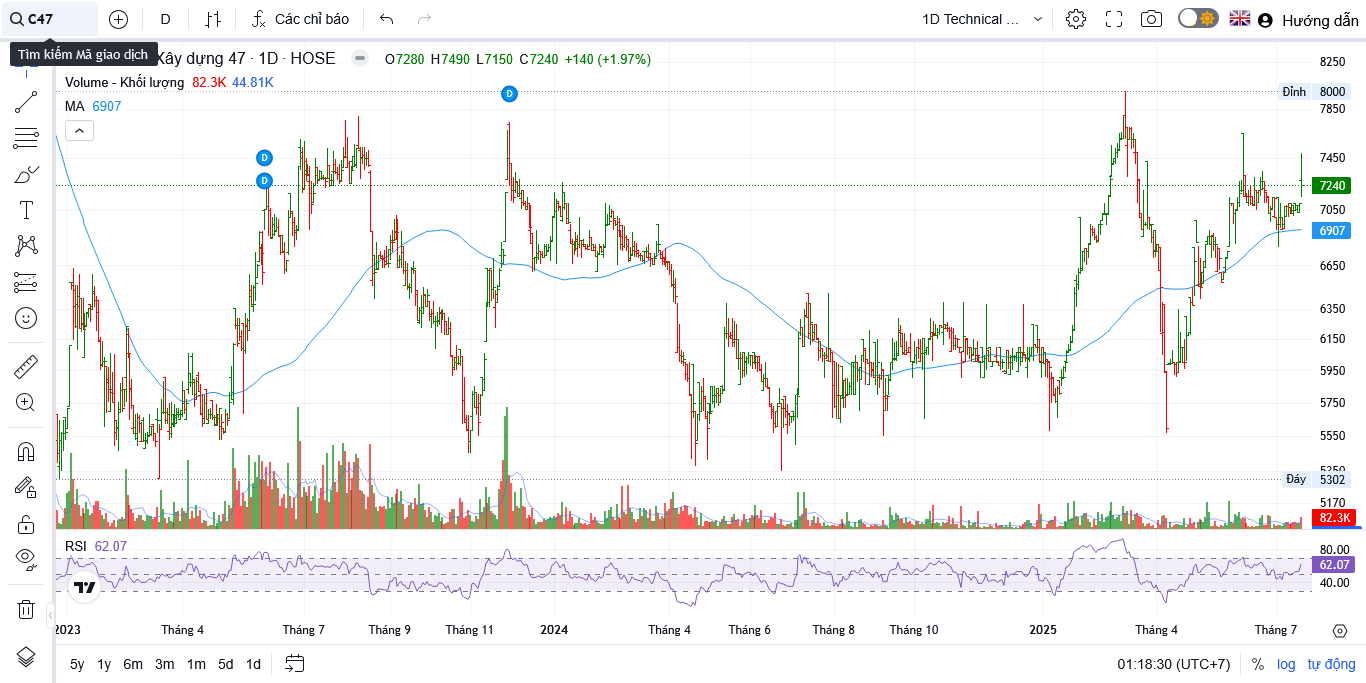 C47
D
Các chỉ báo
1D Technical ...
Hướng dẫn
Tìm kiếm Mã giao dịch
Xây dựng 47 · 1D · HOSE
O7280 H7490 L7150 C7240 +140 (+1.97%)
Volume - Khối lượng 82.3K 44.81K
MA 6907
D
D
D
8250
Đỉnh 8000
7850
7450
7240
7050
6907
6650
6350
6150
5950
5750
5550
5250
Đáy 5302
5170
82.3K
RSI 62.07
80.00
62.07
40.00
2023 Tháng 4 Tháng 7 Tháng 9 Tháng 11 2024 Tháng 4 Tháng 6 Tháng 8 Tháng 10 2025 Tháng 4 Tháng 7
5y 1y 6m 3m 1m 5d 1d
01:18:30 (UTC+7) % log tự động